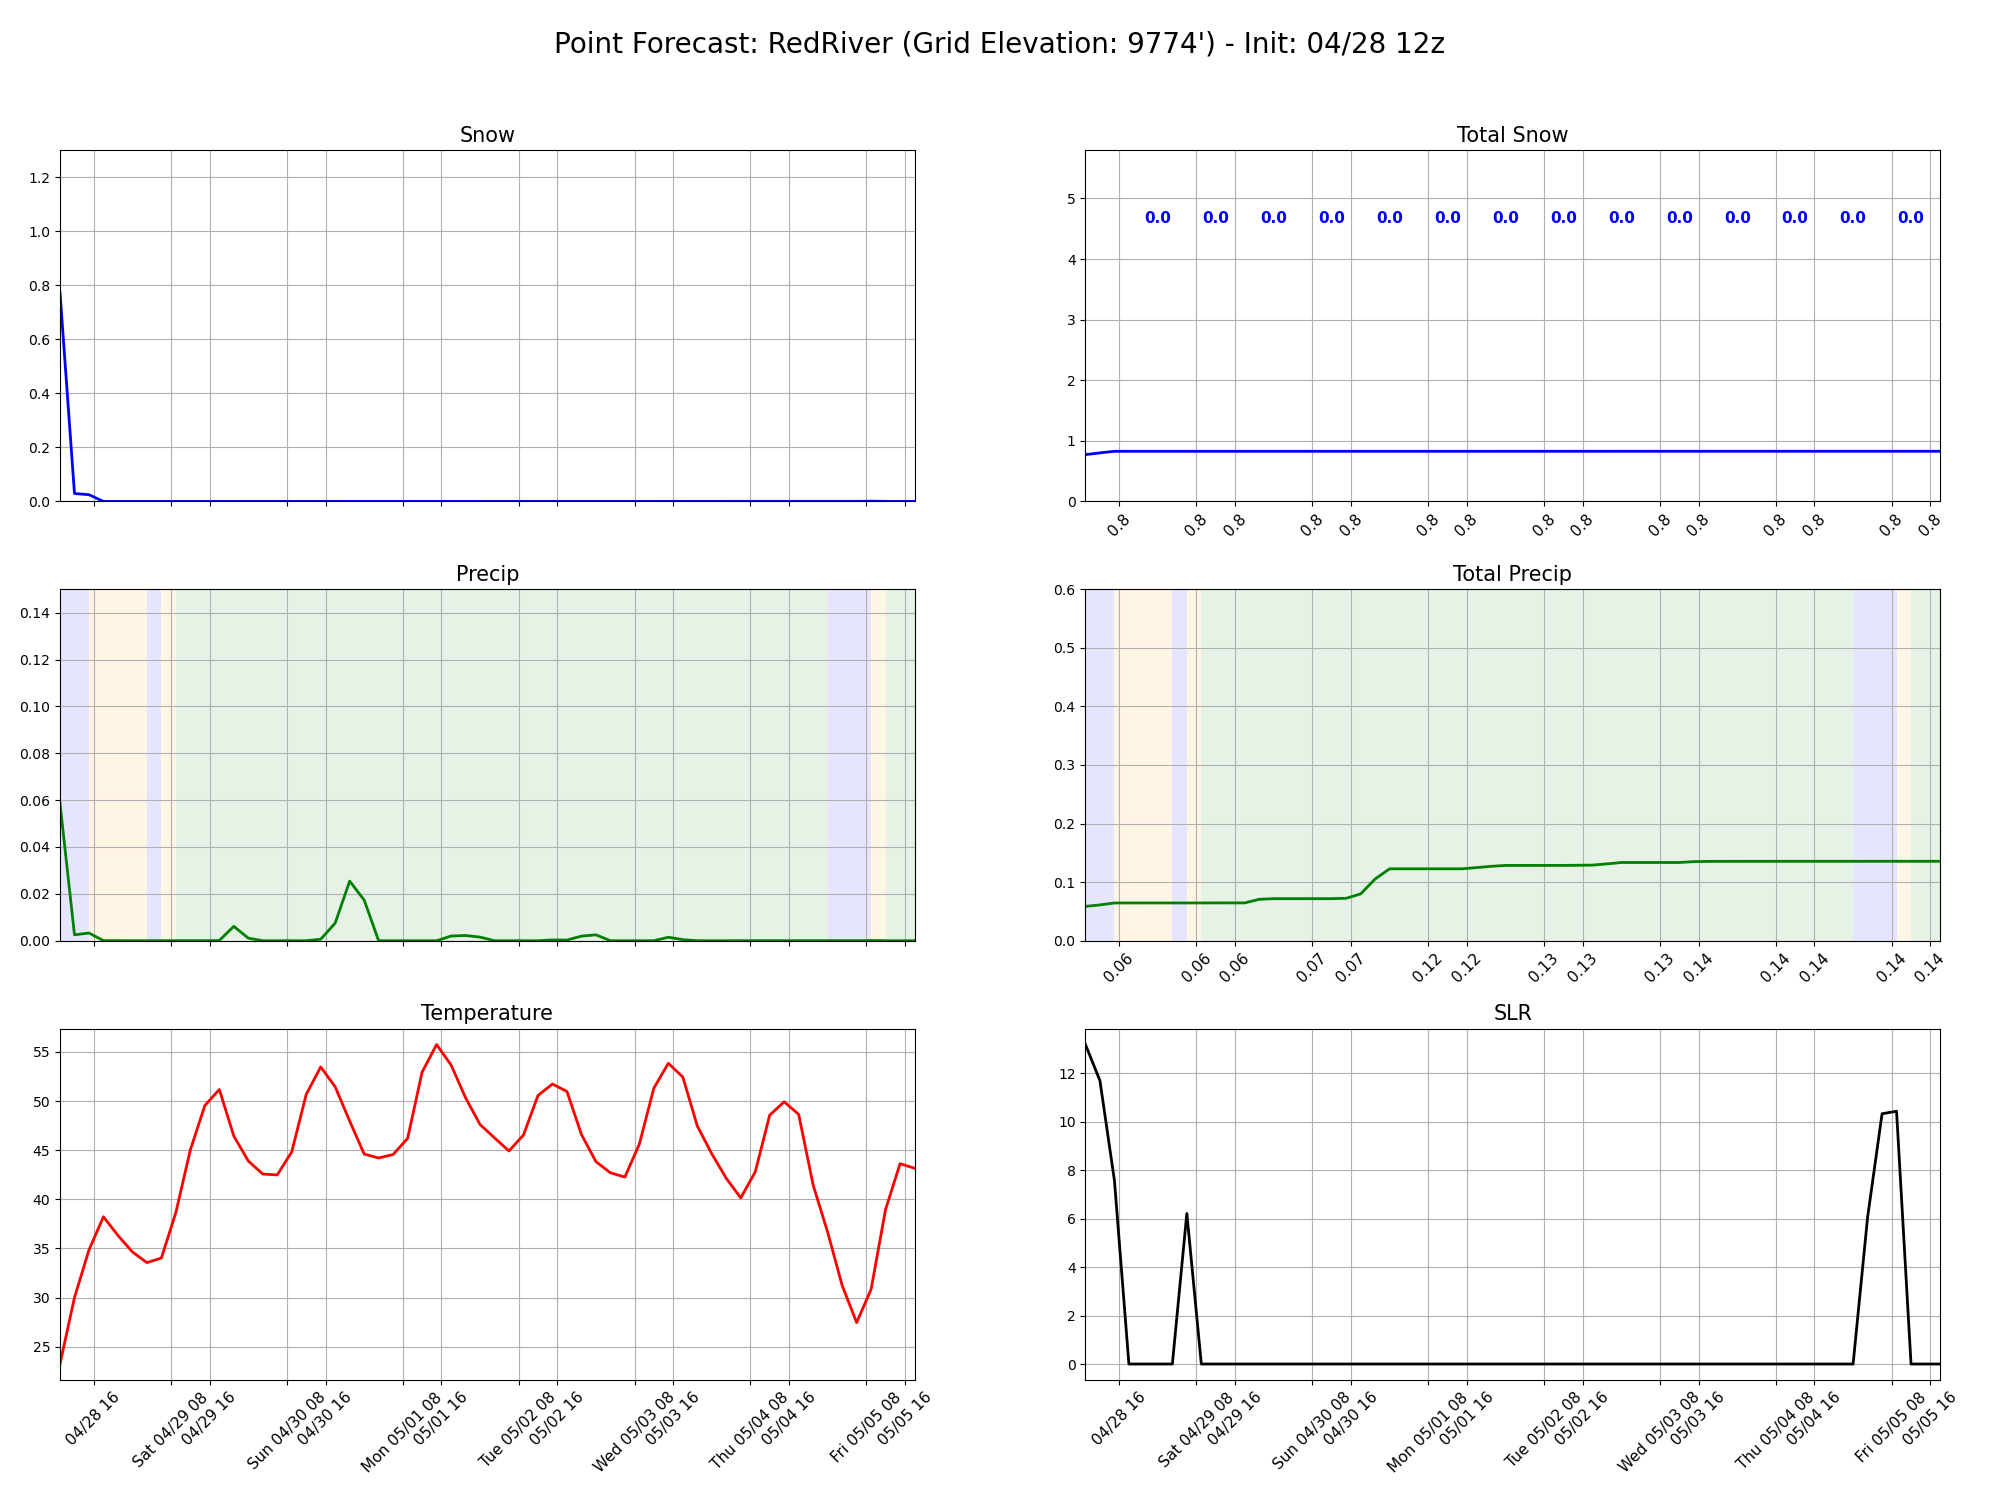 Point Forecast: RedRiver (Grid Elevation: 9774') - Init: 04/28 12z
Snow
1.2
1.0
0.8
0.6
0.4
0.2
0.0
Total Snow
5
4
3
2
1
0
0.0 0.0 0.0 0.0 0.0 0.0 0.0 0.0 0.0 0.0 0.0 0.0 0.0 0.0
0.8 0.8 0.8 0.8 0.8 0.8 0.8 0.8 0.8 0.8 0.8 0.8 0.8 0.8 0.8
Precip
0.14
0.12
0.10
0.08
0.06
0.04
0.02
0.00
Total Precip
0.6
0.5
0.4
0.3
0.2
0.1
0.0
0.06 0.06 0.06 0.07 0.07 0.12 0.12 0.13 0.13 0.13 0.14 0.14 0.14 0.14 0.14
Temperature
55
50
45
40
35
30
25
04/28 16
Sat 04/29 08
04/29 16
Sun 04/30 08
04/30 16
Mon 05/01 08
05/01 16
Tue 05/02 08
05/02 16
Wed 05/03 08
05/03 16
Thu 05/04 08
05/04 16
Fri 05/05 08
05/05 16
SLR
12
10
8
6
4
2
0
04/28 16
Sat 04/29 08
04/29 16
Sun 04/30 08
04/30 16
Mon 05/01 08
05/01 16
Tue 05/02 08
05/02 16
Wed 05/03 08
05/03 16
Thu 05/04 08
05/04 16
Fri 05/05 08
05/05 16